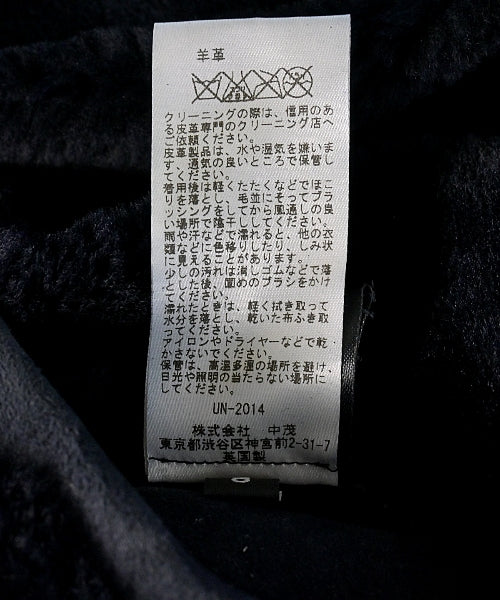 羊革
クリーニングの際は、信用のあ
る皮革専門のクリーニング店へ
ご依頼ください。
皮革製品は、水や湿気を嫌いま
す。通気の良いところで保管し
てください。
着用後は軽くたたくなどでほこ
りを落とし、毛並にそってブラ
ッシングをしてから風通しの良
い場所で陰干ししてください。
雨や汗などで濡れると、他の衣
類などに色移りしたり、しみ状
に見えることがあります。
少しの汚れは消しゴムなどで落
とした後、固めのブラシをかけ
てください。
濡れたときは、軽く拭き取って
水分を落とし、乾いた布ふき取
ってください。
アイロンやドライヤーなどで乾
かさないでください。
保管は、高温多湿の場所を避け、
日光や照明の当たらない場所に
してください。
UN-2014
株式会社 中茂
東京都渋谷区神宮前2-31-7
英国製